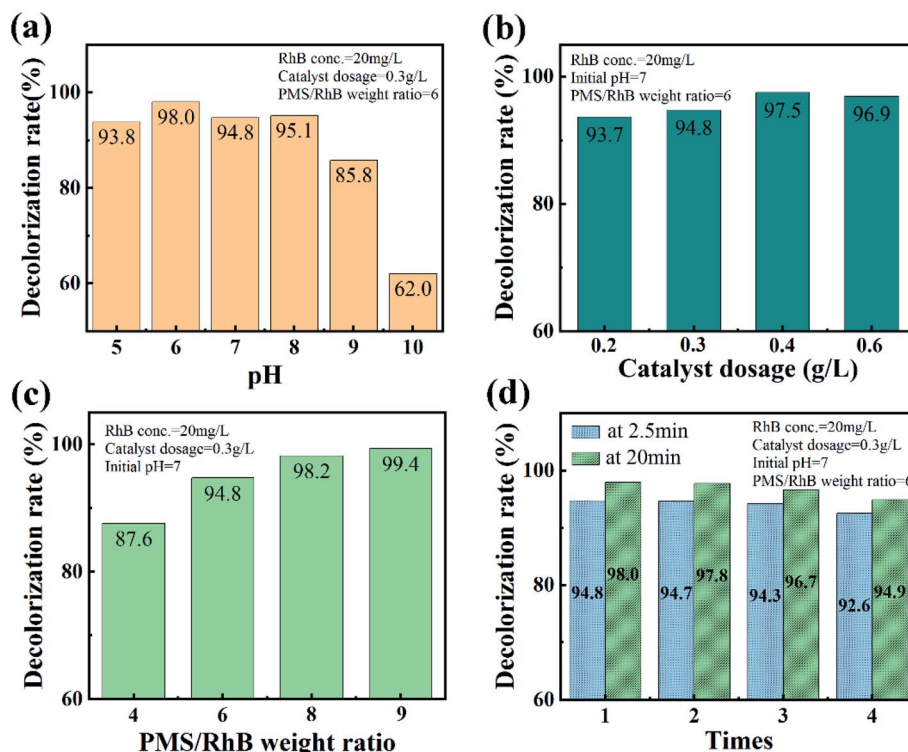 (a)
RhB conc.=20mg/L
Catalyst dosage=0.3g/L
PMS/RhB weight ratio=6
Decolorization rate(%)
100
80
60
93.8
98.0
94.8
95.1
85.8
62.0
5 6 7 8 9 10
pH
(b)
RhB conc.=20mg/L
Initial pH=7
PMS/RhB weight ratio=6
Decolorization rate (%)
100
80
60
93.7
94.8
97.5
96.9
0.2 0.3 0.4 0.6
Catalyst dosage (g/L)
(c)
RhB conc.=20mg/L
Catalyst dosage=0.3g/L
Initial pH=7
Decolorization rate (%)
100
80
60
87.6
94.8
98.2
99.4
4 6 8 9
PMS/RhB weight ratio
(d)
at 2.5min
at 20min
RhB conc.=20mg/L
Catalyst dosage=0.3g/L
Initial pH=7
PMS/RhB weight ratio=6
Decolorization rate (%)
100
80
60
94.8 98.0
94.7 97.8
94.3 96.7
92.6 94.9
1 2 3 4
Times